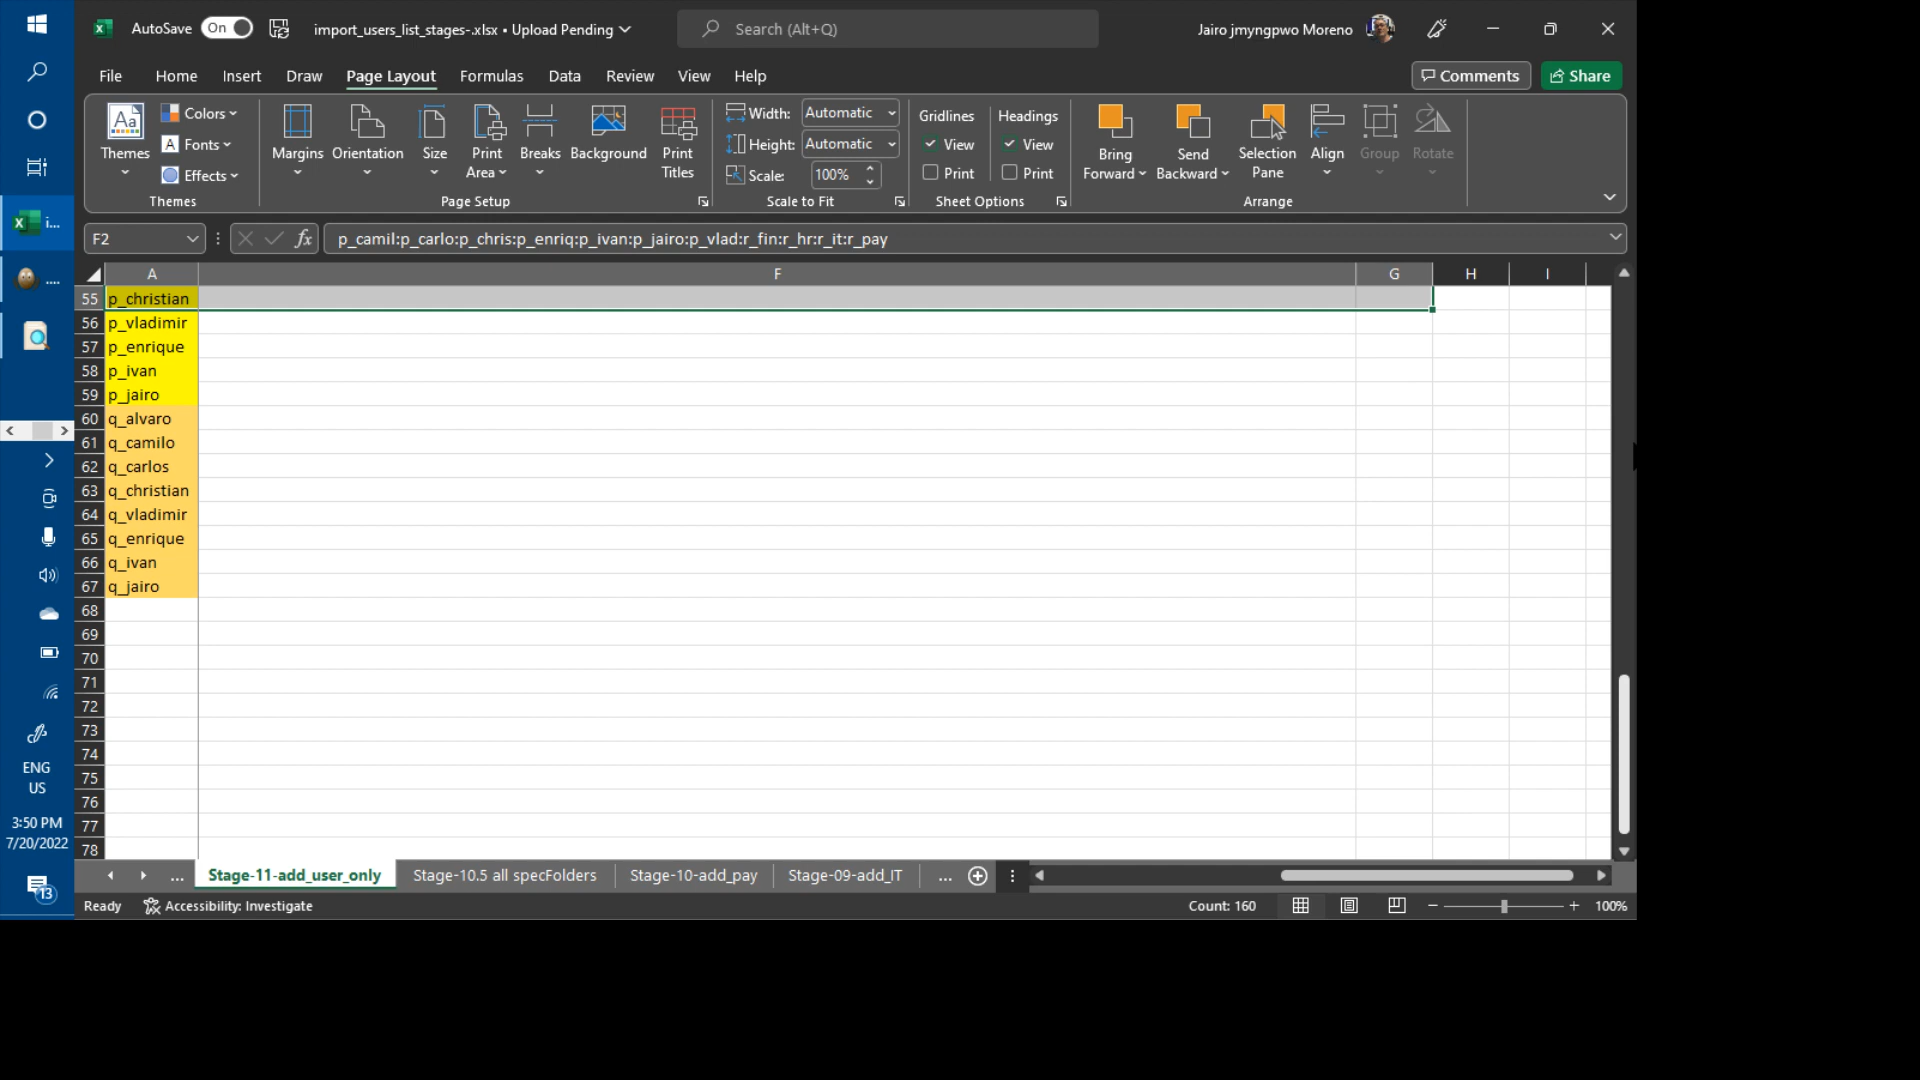 AutoSave On import_users_list_stages-.xlsx • Upload Pending Search (Alt+Q) Jairo jmyngpwo Moreno
File Home Insert Draw Page Layout Formulas Data Review View Help Comments Share
Aa Themes
Colors
A Fonts
Effects
Themes
Margins Orientation Size Print Area Breaks Background Print Titles
Page Setup
Width: Automatic
Height: Automatic
Scale: 100%
Scale to Fit
Gridlines Headings
View View
Print Print
Sheet Options
Bring Forward Send Backward Selection Pane Align Group Rotate
Arrange
F2 fx p_camil:p_carlo:p_chris:p_enriq:p_ivan:p_jairo:p_vlad:r_fin:r_hr:r_it:r_pay
A F G H I
55 p_christian
56 p_vladimir
57 p_enrique
58 p_ivan
59 p_jairo
60 q_alvaro
61 q_camilo
62 q_carlos
63 q_christian
64 q_vladimir
65 q_enrique
66 q_ivan
67 q_jairo
68
69
70
71
72
73
74
75
76
77
78
... Stage-11-add_user_only Stage-10.5 all specFolders Stage-10-add_pay Stage-09-add_IT ...
Ready Accessibility: Investigate Count: 160 100%
i...
....
ENG
US
3:50 PM
7/20/2022
13